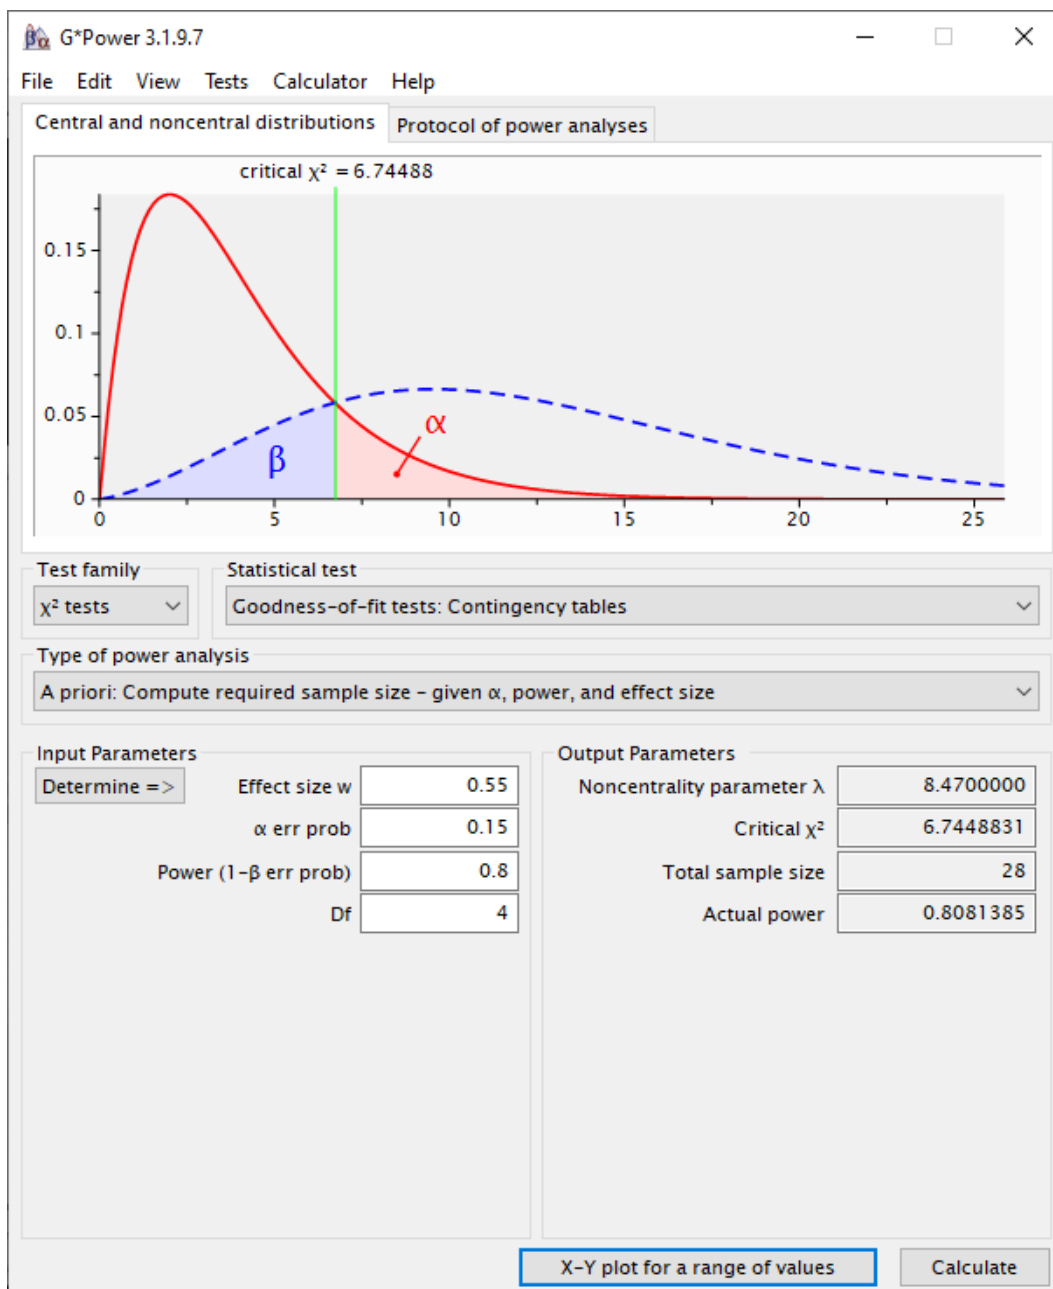 G*Power 3.1.9.7
File Edit View Tests Calculator Help
Central and noncentral distributions Protocol of power analyses
critical χ² = 6.74488
0.15
0.1
0.05
0
α
β
0 5 10 15 20 25
Test family Statistical test
χ² tests Goodness-of-fit tests: Contingency tables
Type of power analysis
A priori: Compute required sample size - given α, power, and effect size
Input Parameters Output Parameters
Determine => Effect size w 0.55 Noncentrality parameter λ 8.4700000
α err prob 0.15 Critical χ² 6.7448831
Power (1-β err prob) 0.8 Total sample size 28
Df 4 Actual power 0.8081385
X-Y plot for a range of values Calculate